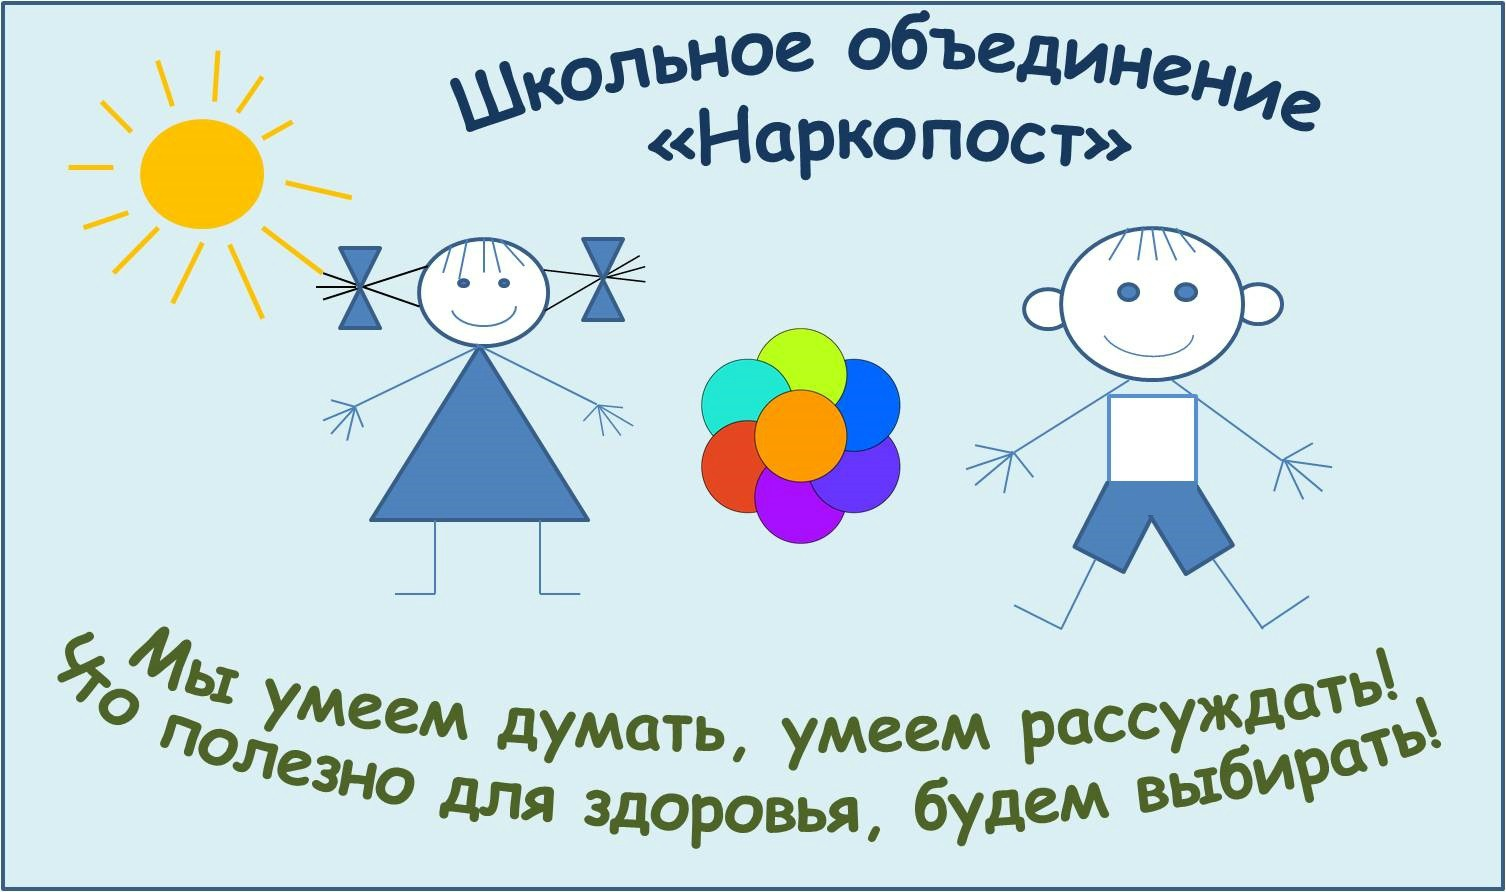 Школьное объединение
«Наркопост»
Мы умеем думать, умеем рассуждать!
Что полезно для здоровья, будем выбирать!